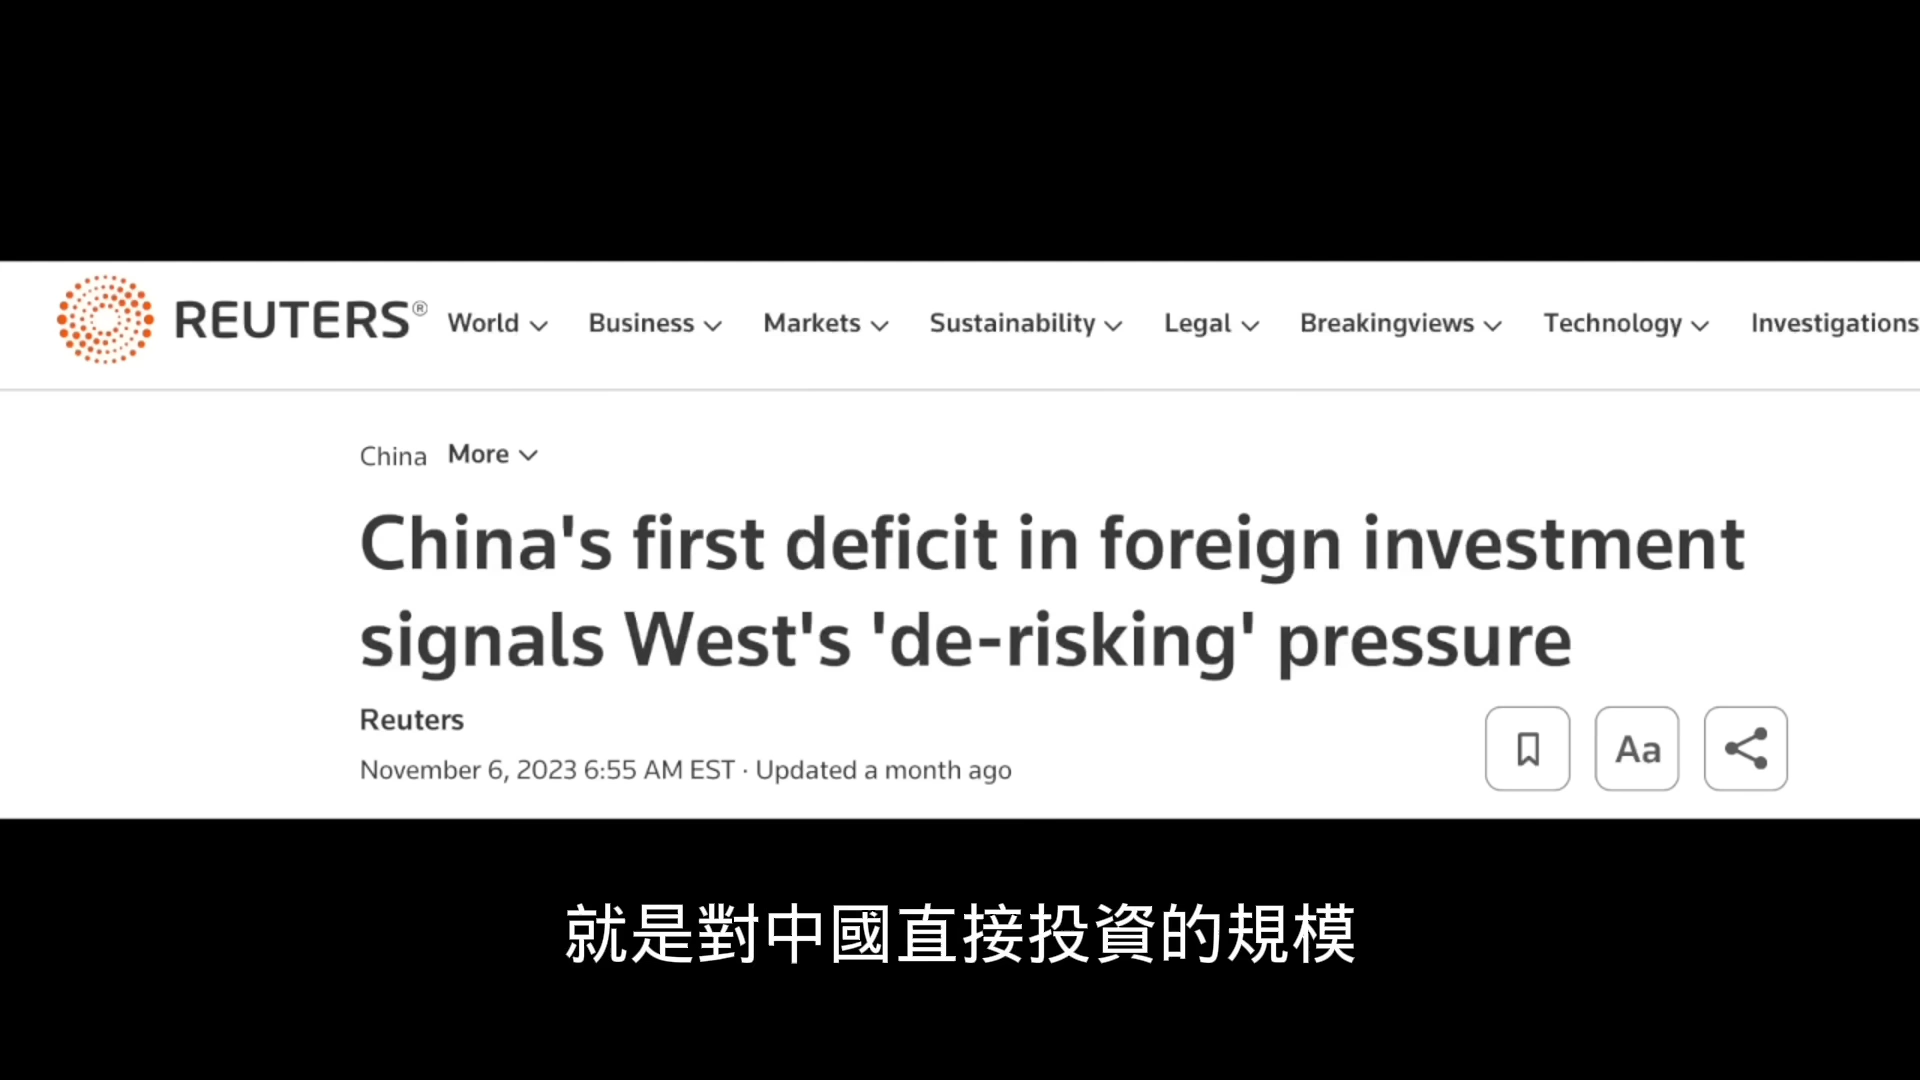 REUTERS® World Business Markets Sustainability Legal Breakingviews Technology Investigations
China More
China's first deficit in foreign investment
signals West's 'de-risking' pressure
Reuters
November 6, 2023 6:55 AM EST · Updated a month ago
Aa
就是對中國直接投資的規模